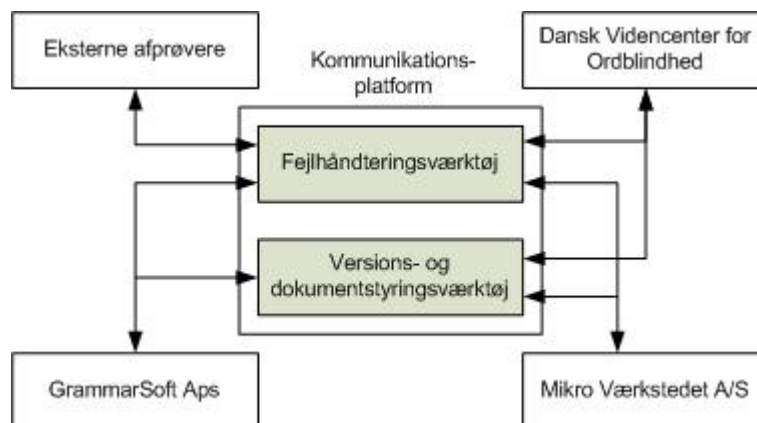 Eksterne afprøvere
Dansk Videncenter for
Ordblindhed
Kommunikations-
platform
Fejlhåndteringsværktøj
Versions- og
dokumentstyringsværktøj
GrammarSoft Aps
Mikro Værkstedet A/S